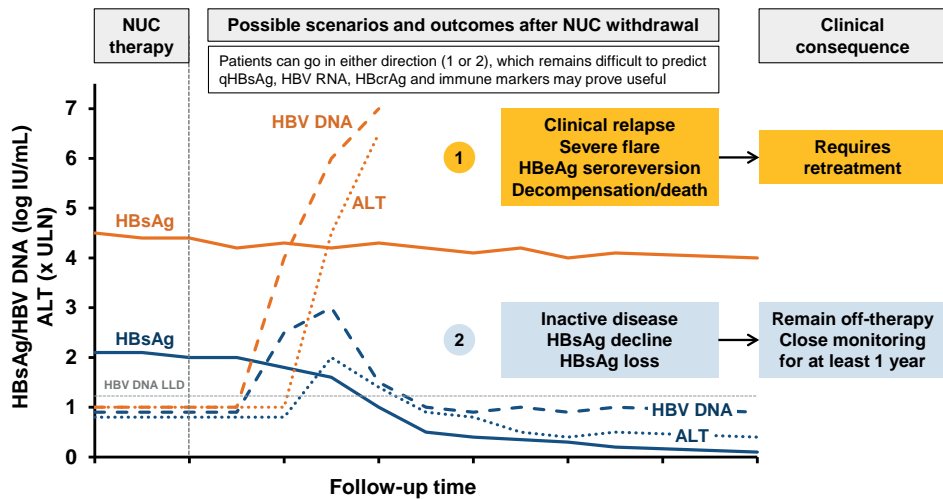 NUC
therapy
Possible scenarios and outcomes after NUC withdrawal
Clinical
consequence
Patients can go in either direction (1 or 2), which remains difficult to predict
qHBsAg, HBV RNA, HBcrAg and immune markers may prove useful
HBsAg/HBV DNA (log IU/mL)
ALT (x ULN)
7
6
5
4
3
2
1
0
HBV DNA
ALT
HBsAg
1
Clinical relapse
Severe flare
HBeAg seroreversion
Decompensation/death
Requires
retreatment
HBsAg
2
Inactive disease
HBsAg decline
HBsAg loss
Remain off-therapy
Close monitoring
for at least 1 year
HBV DNA LLD
HBV DNA
ALT
Follow-up time